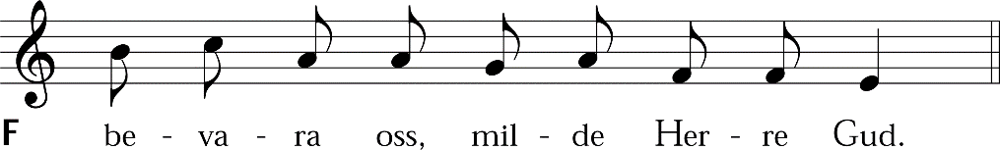 F be - va - ra oss, mil - de Her - re Gud.